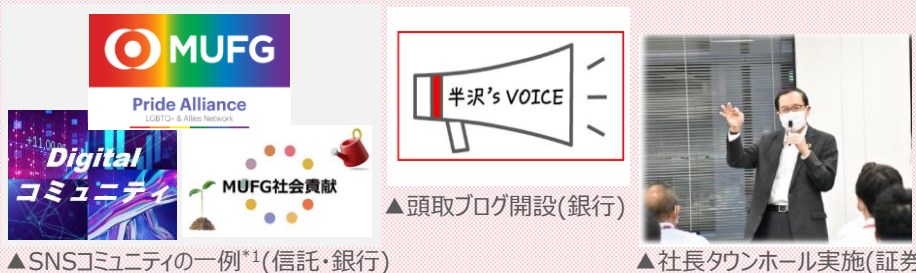 MUFG
Pride Alliance
LGBTQ+ & Allies Network
+11,00
Digital
コミュニティ
MUFG社会貢献
▲SNSコミュニティの一例*1(信託・銀行)
半沢's VOICE
▲頭取ブログ開設(銀行)
▲社長タウンホール実施(証券